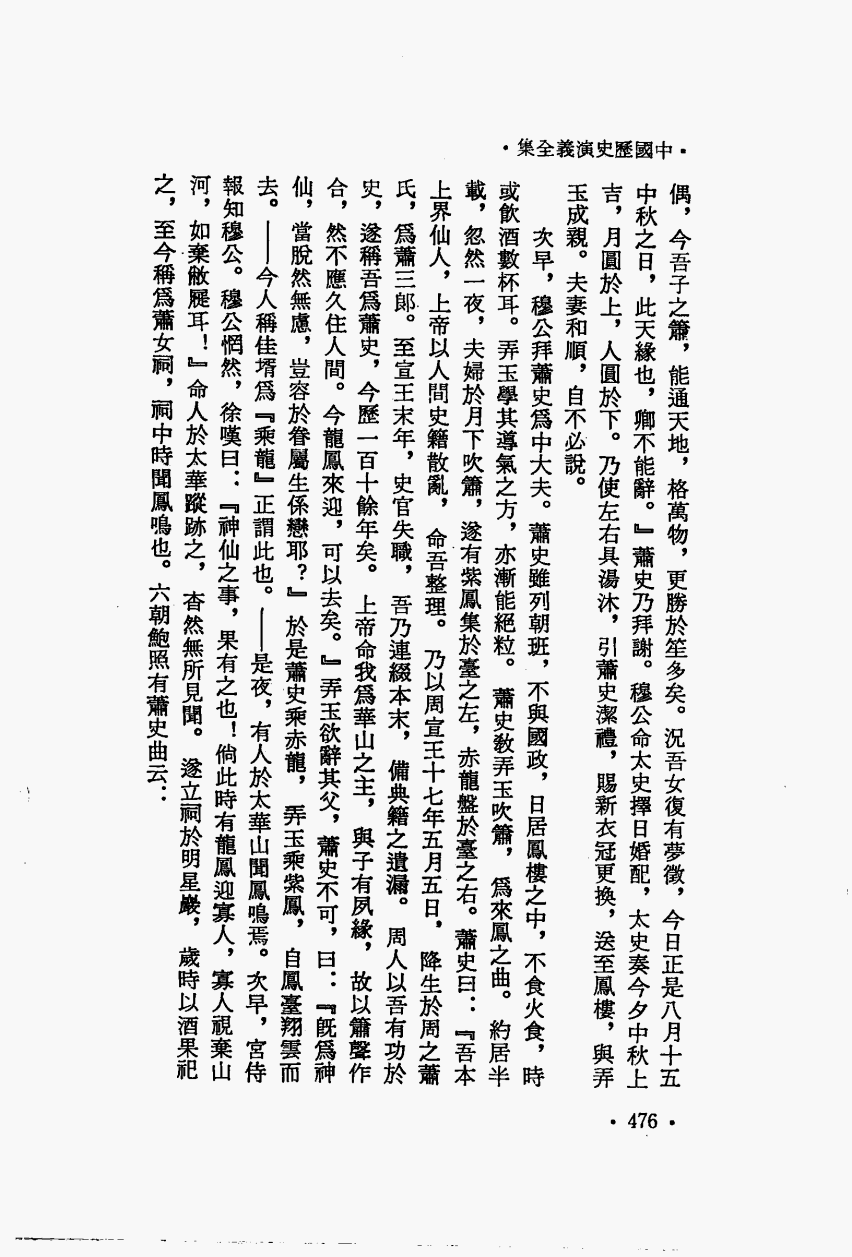 •中國歷史演義全集•
偶，今吾子之簫，能通天地，格萬物，更勝於笙多矣。況吾女復有夢徵，今日正是八月十五
中秋之日，此天緣也，卿不能辭。』蕭史乃拜謝。穆公命太史擇日婚配，太史奏今夕中秋上
吉，月圓於上，人圓於下。乃使左右具湯沐，引蕭史潔禮，賜新衣冠更換，送至鳳樓，與弄
玉成親。夫妻和順，自不必說。
次早，穆公拜蕭史爲中大夫。蕭史雖列朝班，不與國政，日居鳳樓之中，不食火食，時
或飲酒數杯耳。弄玉學其導氣之方，亦漸能絕粒。蕭史教弄玉吹簫，爲來鳳之曲。約居半
載，忽然一夜，夫婦於月下吹簫，遂有紫鳳集於臺之左，赤龍盤於臺之右。蕭史曰：『吾本
上界仙人，上帝以人間史籍散亂，命吾整理。乃以周宣王十七年五月五日，降生於周之蕭
氏，爲蕭三郎。至宣王末年，史官失職，吾乃連綴本末，備典籍之遺漏。周人以吾有功於
史，遂稱吾爲蕭史，今歷一百十餘年矣。上帝命我爲華山之主，與子有夙緣，故以簫聲作
合，然不應久住人間。今龍鳳來迎，可以去矣。』弄玉欲辭其父，蕭史不可，曰：『旣爲神
仙，當脫然無慮，豈容於眷屬生係戀耶？』於是蕭史乘赤龍，弄玉乘紫鳳，自鳳臺翔雲而
去。——今人稱佳壻爲『乘龍』正謂此也。——是夜，有人於太華山聞鳳鳴焉。次早，宮侍
報知穆公。穆公惘然，徐嘆曰：『神仙之事，果有之也！倘此時有龍鳳迎寡人，寡人視棄山
河，如棄敝屣耳！』命人於太華蹤跡之，杳然無所見聞。遂立祠於明星巖，歲時以酒果祀
之，至今稱爲蕭女祠，祠中時聞鳳鳴也。六朝鮑照有蕭史曲云：
•476•